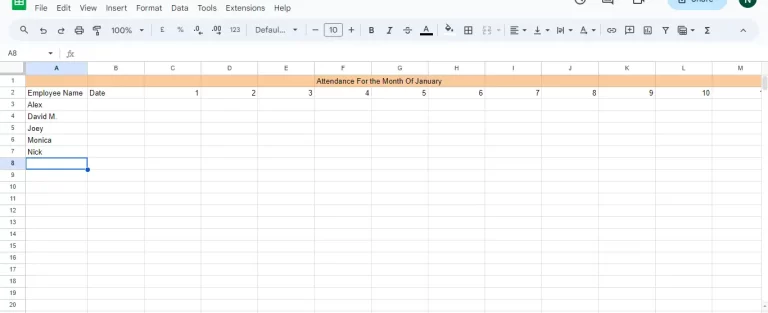 File Edit View Insert Format Data Tools Extensions Help
Share
N
100% £ % .0 .00 123 Defaul... 10 B I S A Σ
A8 fx
A B C D E F G H I J K L M
1 Attendance For the Month Of January
2 Employee Name Date 1 2 3 4 5 6 7 8 9 10
3 Alex
4 David M.
5 Joey
6 Monica
7 Nick
8
9
10
11
12
13
14
15
16
17
18
19
20